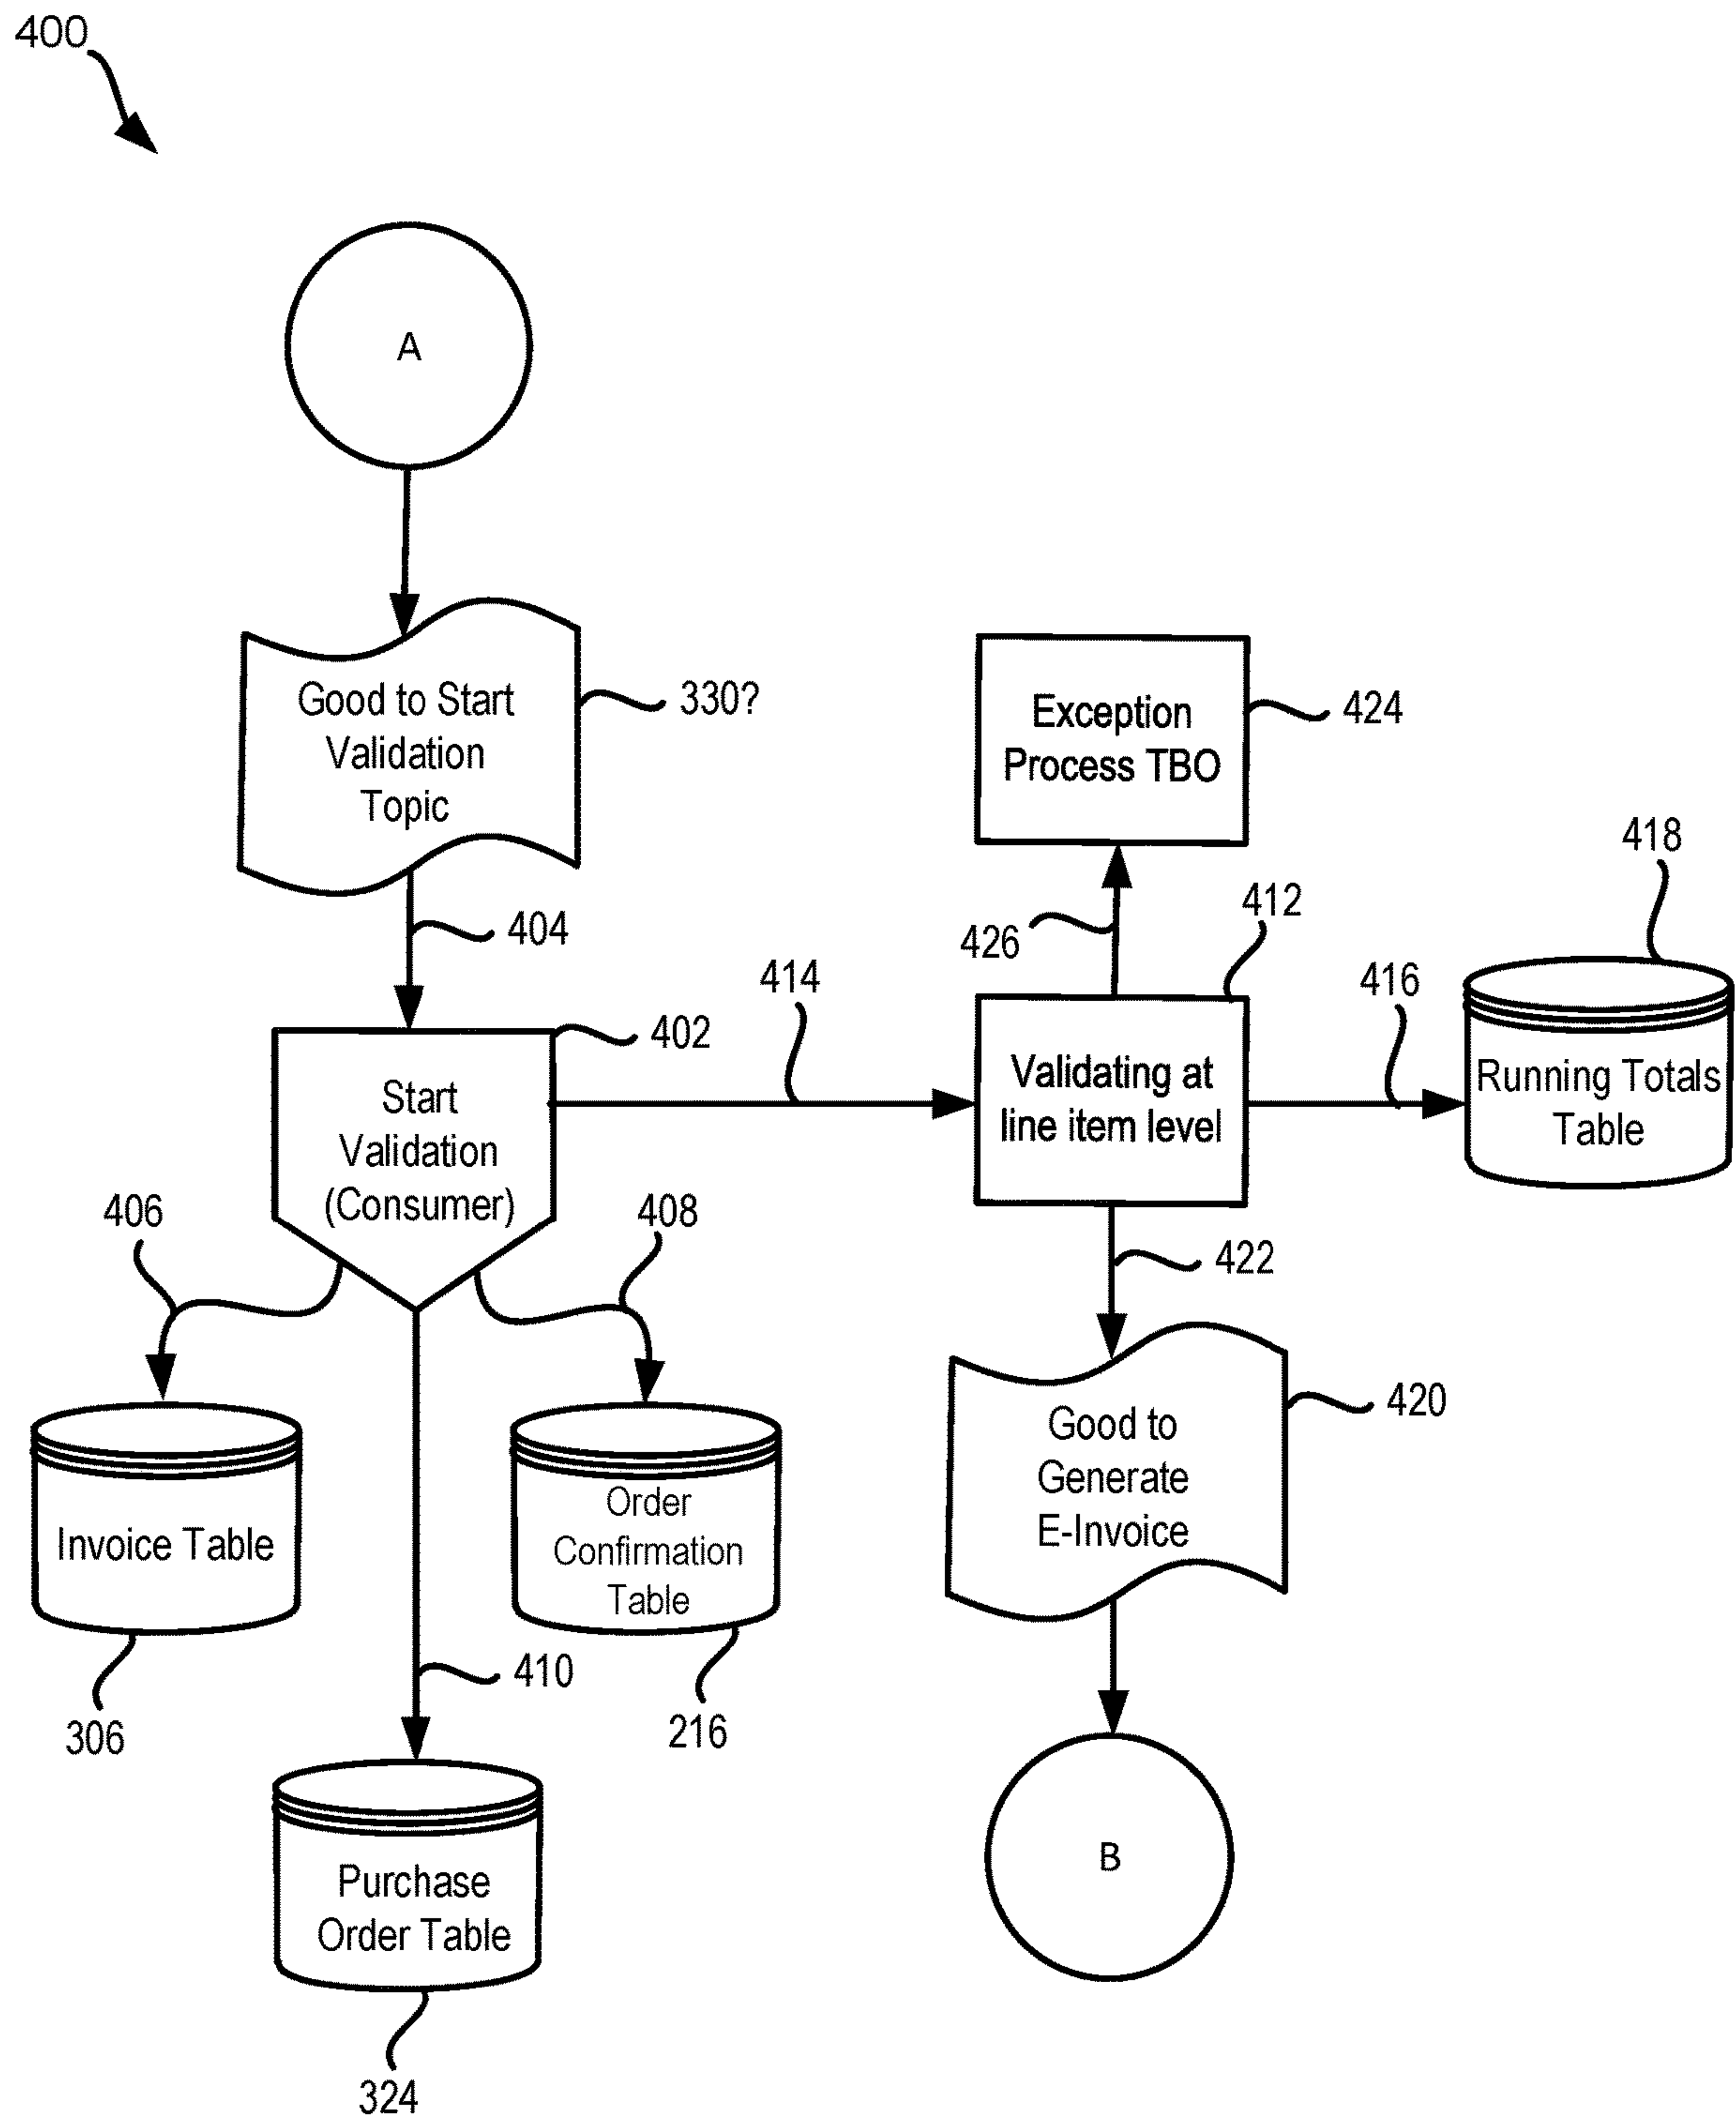 400
A
Good to Start
Validation
Topic
330?
404
Start
Validation
(Consumer)
402
406
408
414
Exception
Process TBO
424
426
412
Validating at
line item level
416
418
Running Totals
Table
422
Good to
Generate
E-Invoice
420
Invoice Table
306
Order
Confirmation
Table
216
410
Purchase
Order Table
324
B